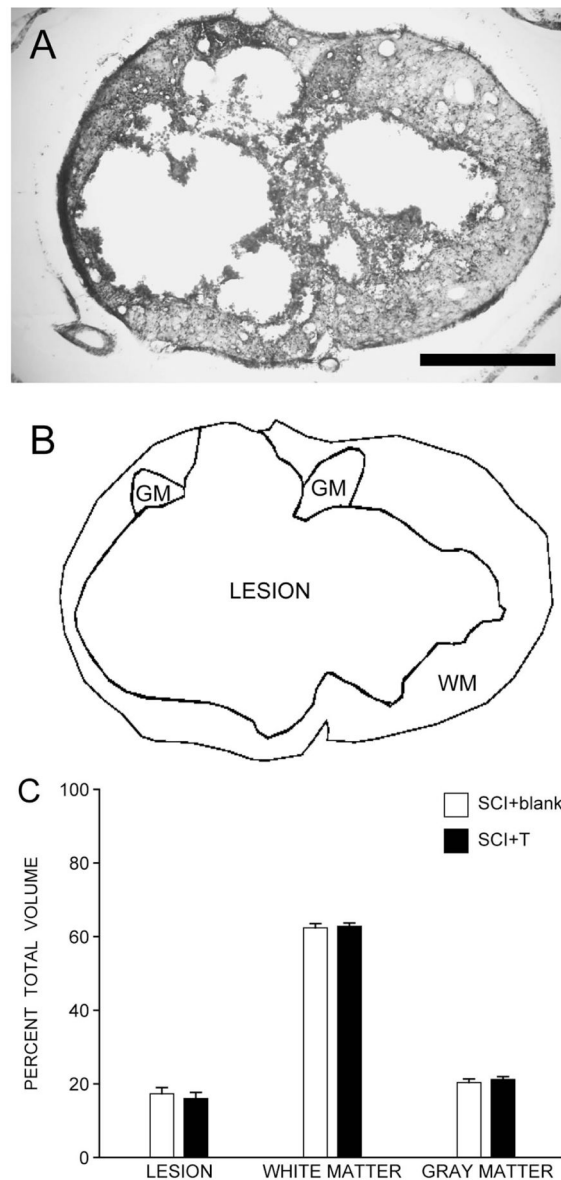 A
B
GM
GM
LESION
WM
C
PERCENT TOTAL VOLUME
100
80
60
40
20
0
SCI+blank
SCI+T
LESION WHITE MATTER GRAY MATTER